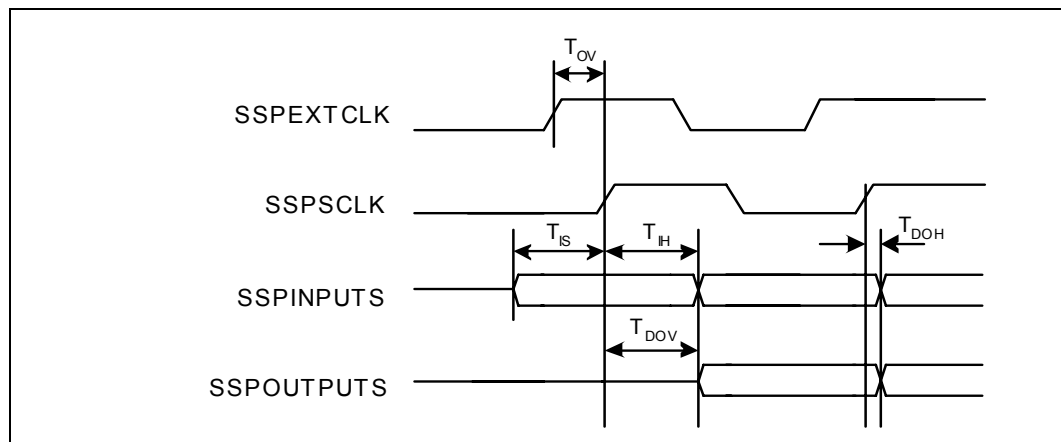 T_OV
SSPEXTCLK
SSPSCLK
T_IS T_IH T_DOH
SSPINPUTS
T_DOV
SSPOUTPUTS